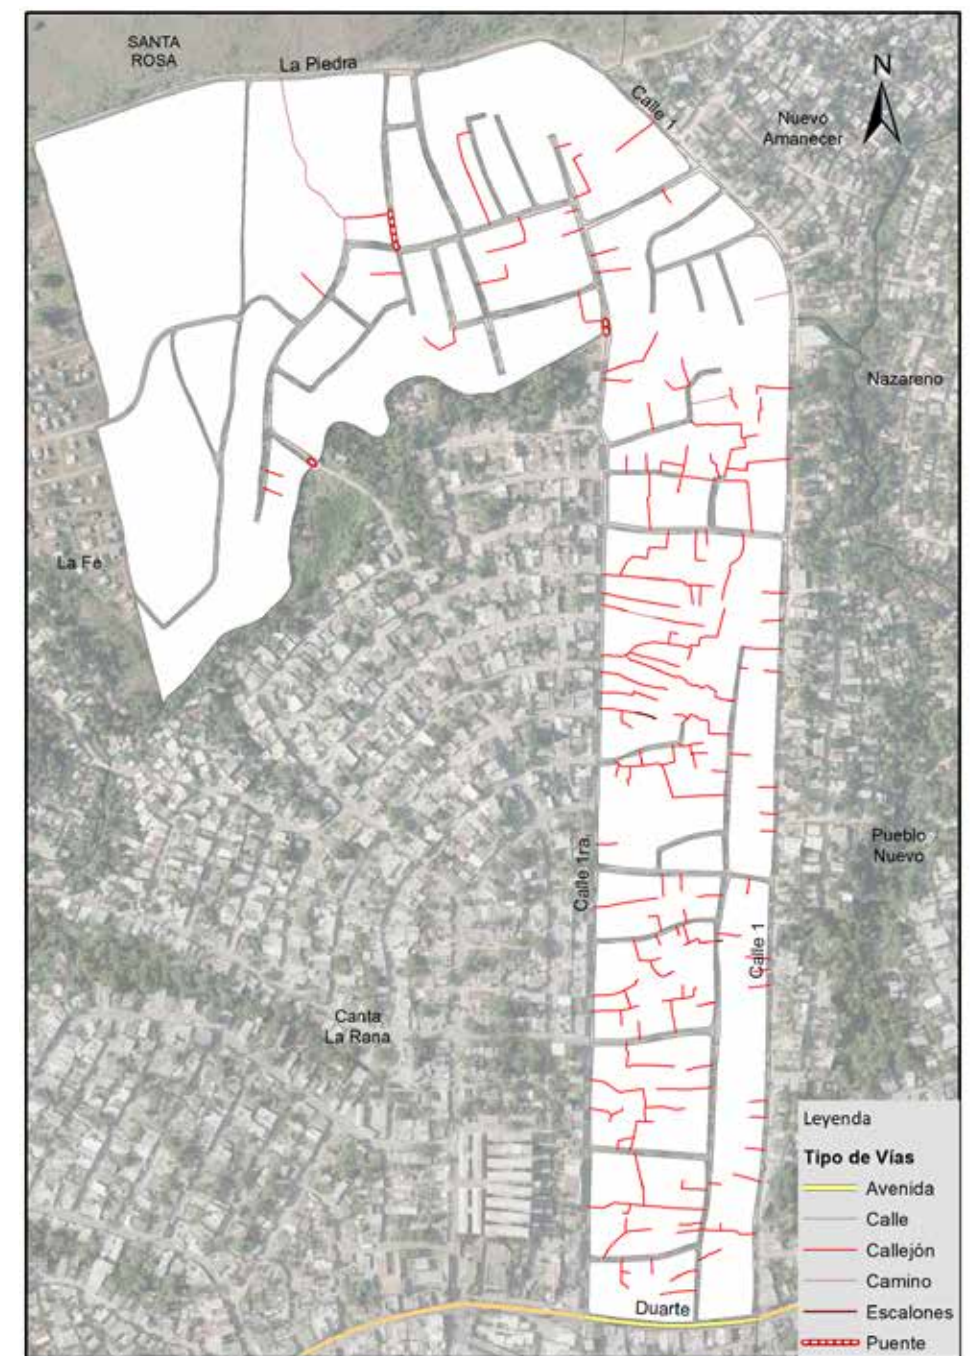 SANTA
ROSA
La Piedra
Calle 1
N
Nuevo
Amanecer
Nazareno
La Fe
Calle 1ra.
Pueblo
Nuevo
Calle 1
Canta
La Rana
Duarte
Leyenda
Tipo de Vías
Avenida
Calle
Callejón
Camino
Escalones
Puente